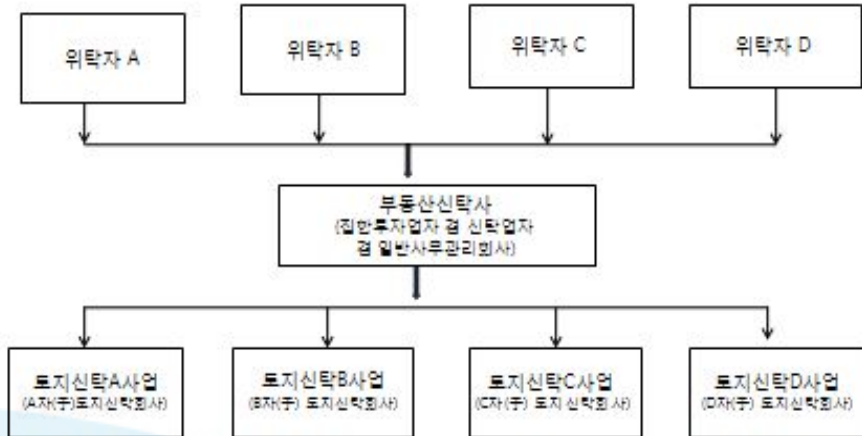 위탁자 A
위탁자 B
위탁자 C
위탁자 D
부동산신탁사
(집합투자업자 겸 신탁업자
겸 일반사무관리회사)
토지신탁A사업
(A자(子)토지신탁회사)
토지신탁B사업
(B자(子) 토지신탁회사)
토지신탁C사업
(C자(子) 토지신탁회사)
토지신탁D사업
(D자(子) 토지신탁회사)